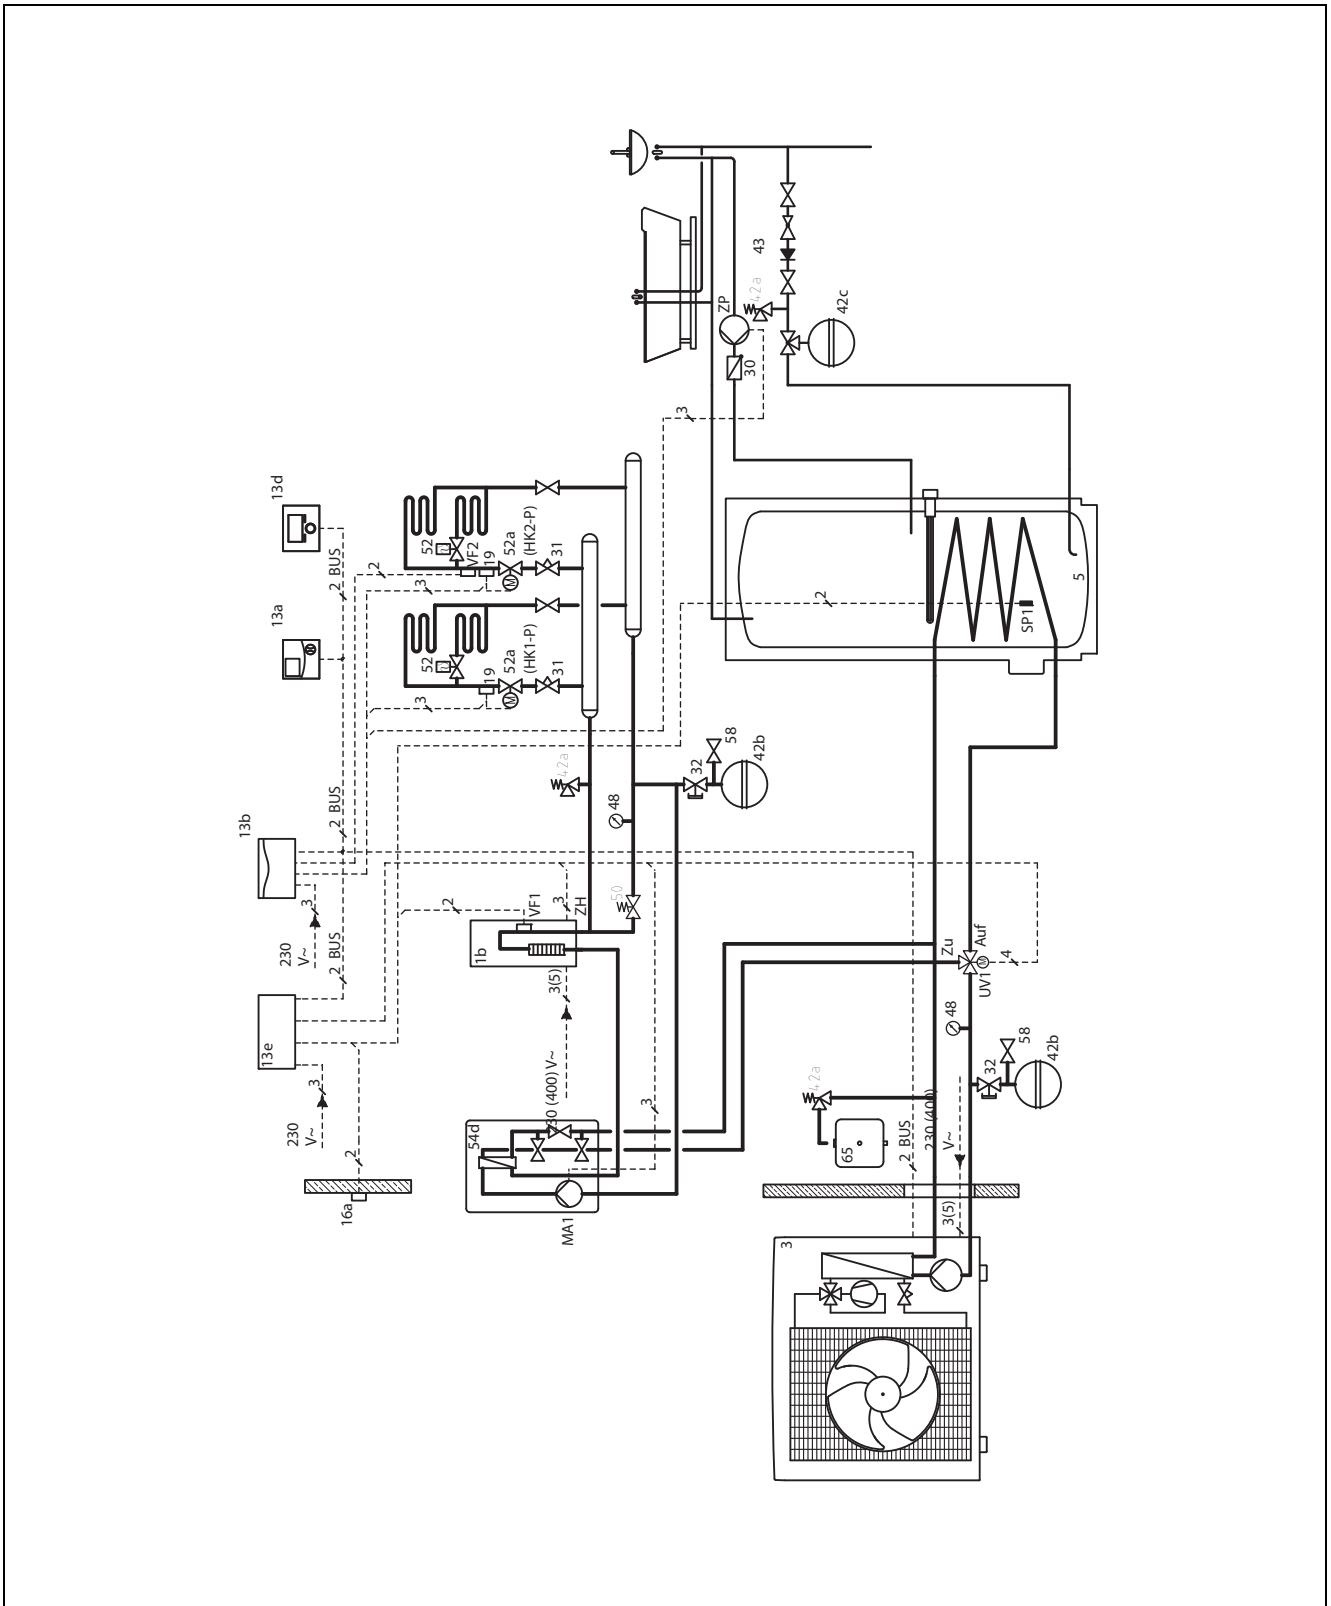 13d
2 BUS
13a
2 BUS
13b
230
V~
3
2 BUS
13e
230
V~
3
2
16a
52
VF2
19
52a
(HK2-P)
31
2
3
52
19
52a
(HK1-P)
31
3
42a
48
50
32
58
42b
2
VF1
3
ZH
1b
3(5)
230 (400) V~
3
54d
MA1
ZP
42a
43
42c
30
3
2
SP1
5
Zu
Auf
UV1
M
4
48
32
58
42b
42a
65
2 BUS
230 (400)
V~
3(5)
3
M
M